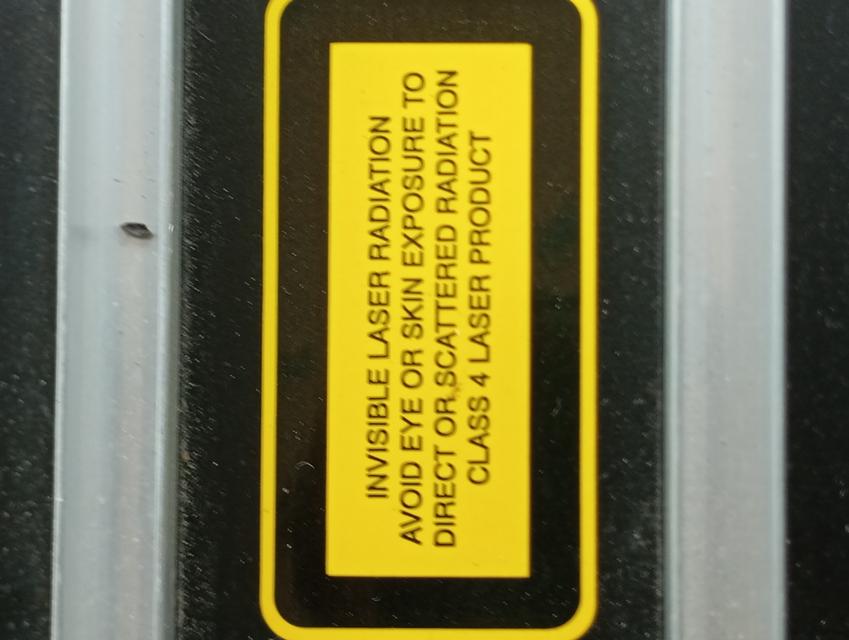 INVISIBLE LASER RADIATION
AVOID EYE OR SKIN EXPOSURE TO
DIRECT OR SCATTERED RADIATION
CLASS 4 LASER PRODUCT